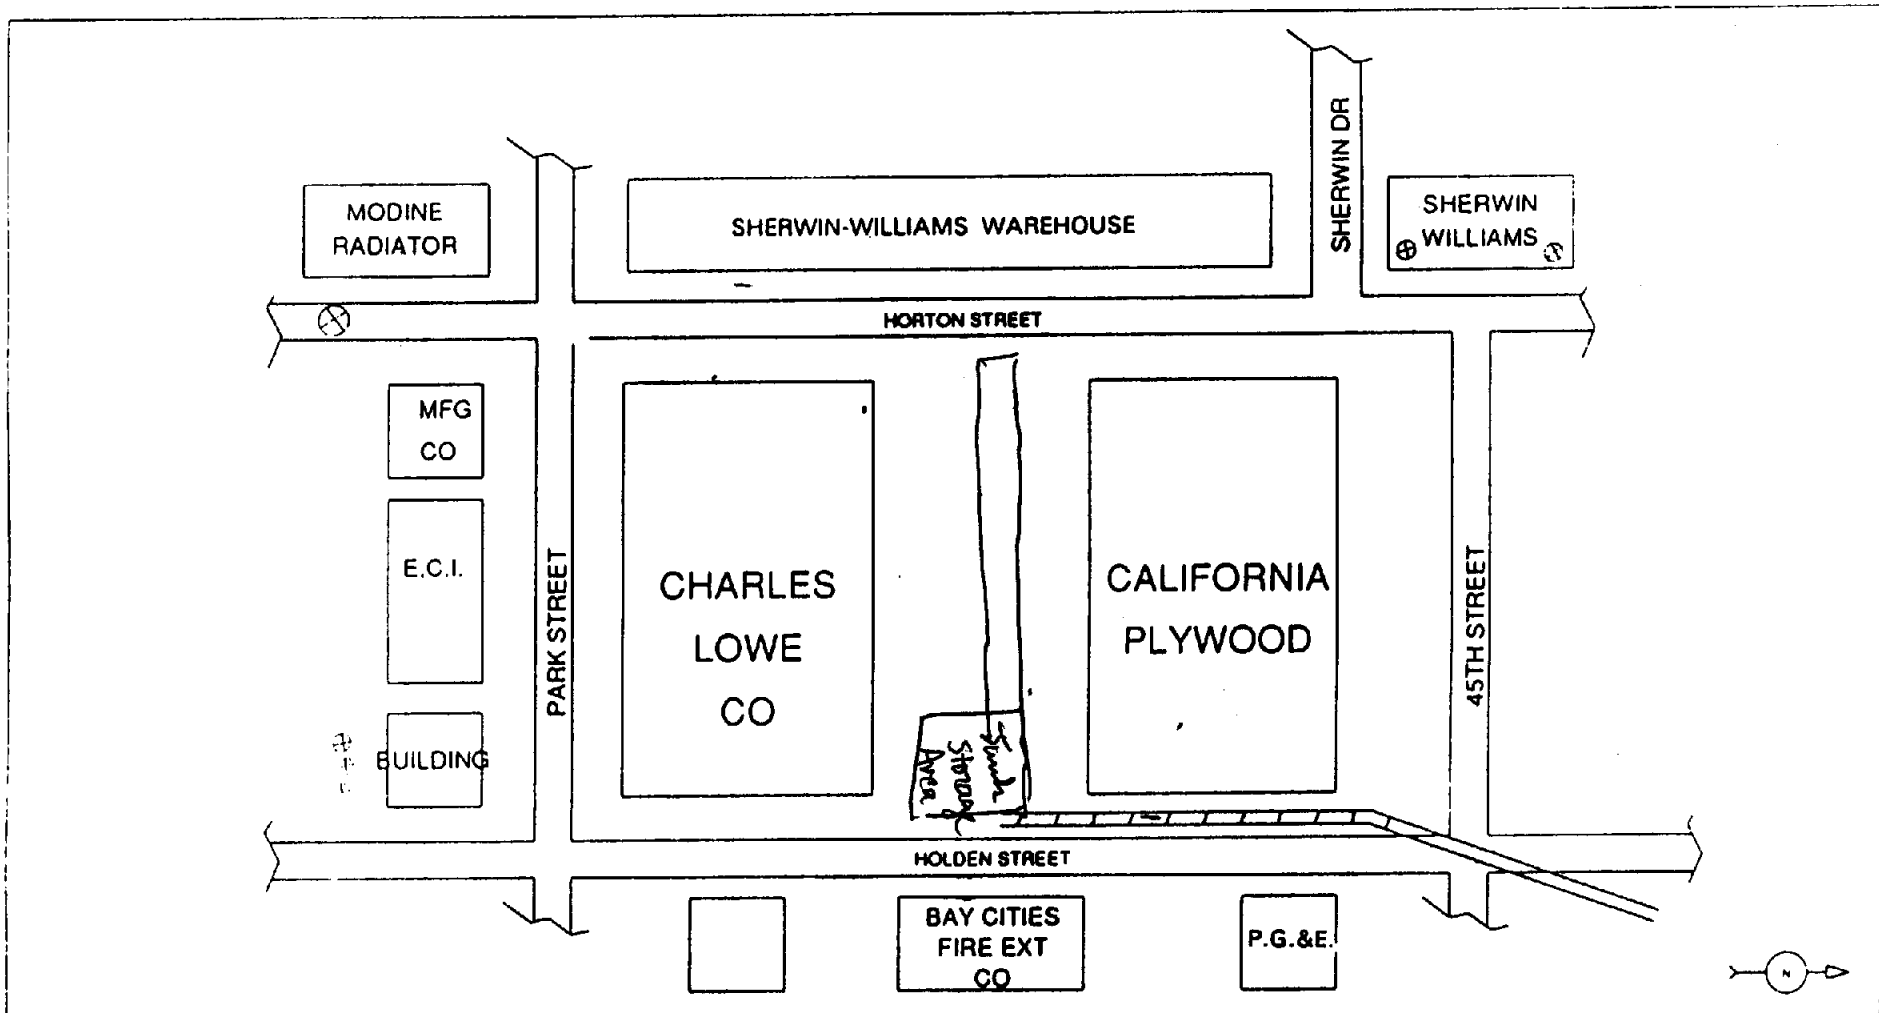 SHERWIN DR
MODINE
RADIATOR
SHERWIN-WILLIAMS WAREHOUSE
SHERWIN
WILLIAMS
HORTON STREET
MFG
CO
E.C.I.
BUILDING
PARK STREET
CHARLES
LOWE
CO
CALIFORNIA
PLYWOOD
45TH STREET
Storage
Area
HOLDEN STREET
BAY CITIES
FIRE EXT
CO
P.G.&E.
N